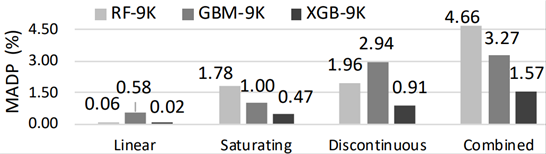 RF-9K GBM-9K XGB-9K
MADP (%)
4.50
3.00
1.50
0.00
0.06 0.58 0.02
1.78 1.00 0.47
1.96 2.94 0.91
4.66 3.27 1.57
Linear Saturating Discontinuous Combined